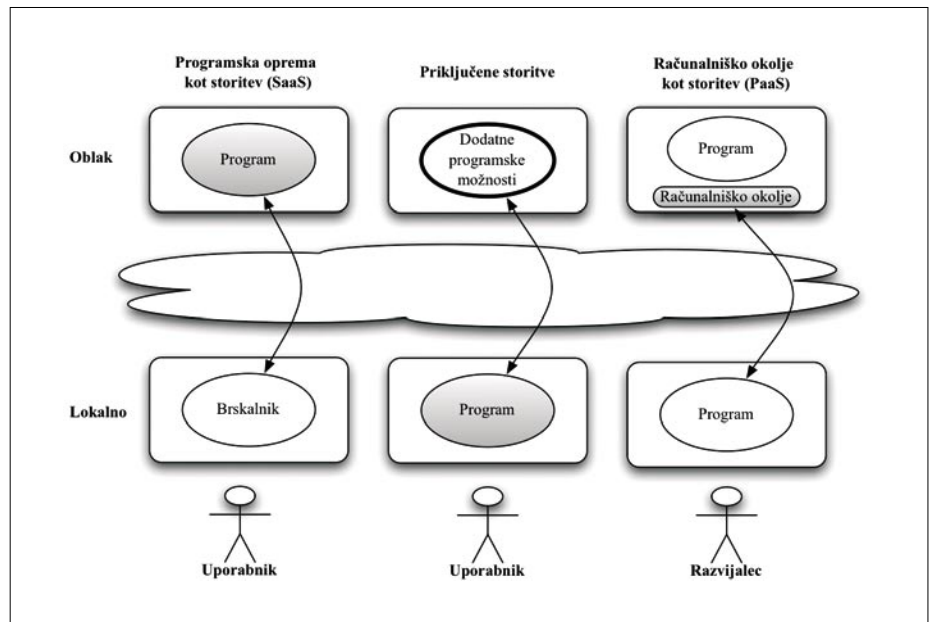 Programska oprema
kot storitev (SaaS)
Priključene storitve
Računalniško okolje
kot storitev (PaaS)
Oblak
Program
Dodatne
programske
možnosti
Program
Računalniško okolje
Lokalno
Brskalnik
Program
Program
Uporabnik
Uporabnik
Razvijalec